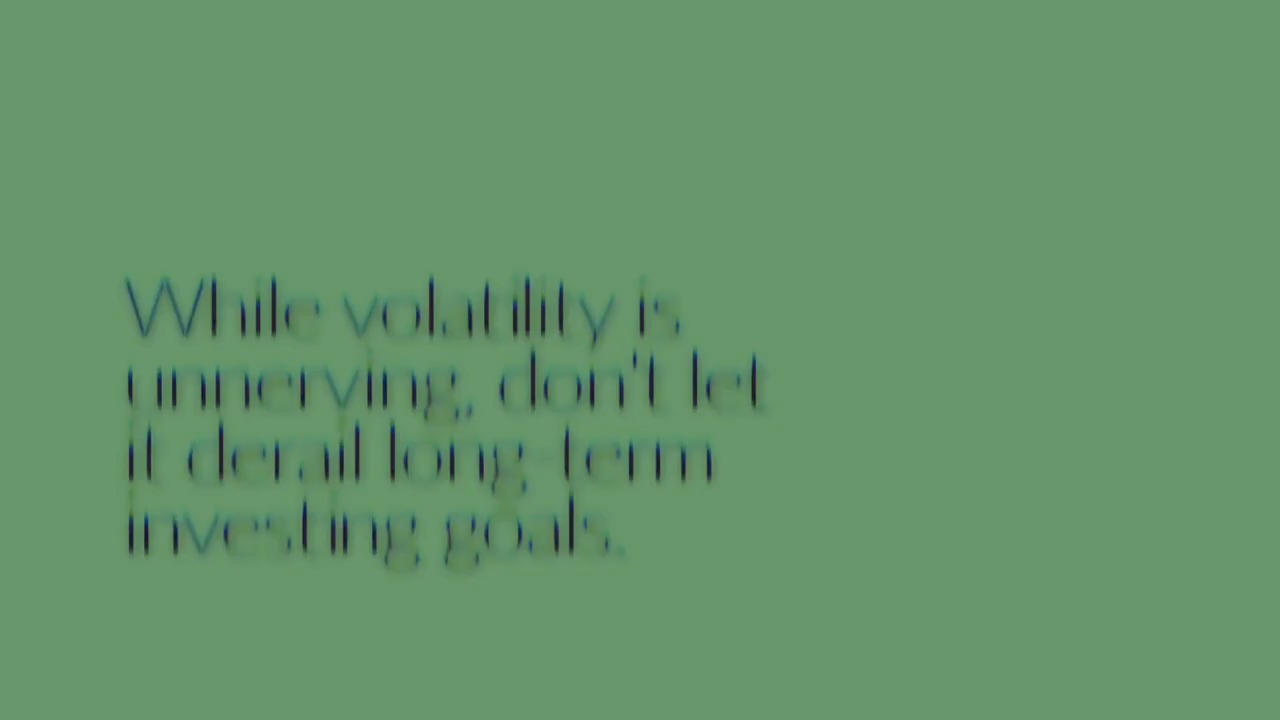 While volatility is
unnerving, don't let
it derail long-term
investing goals.